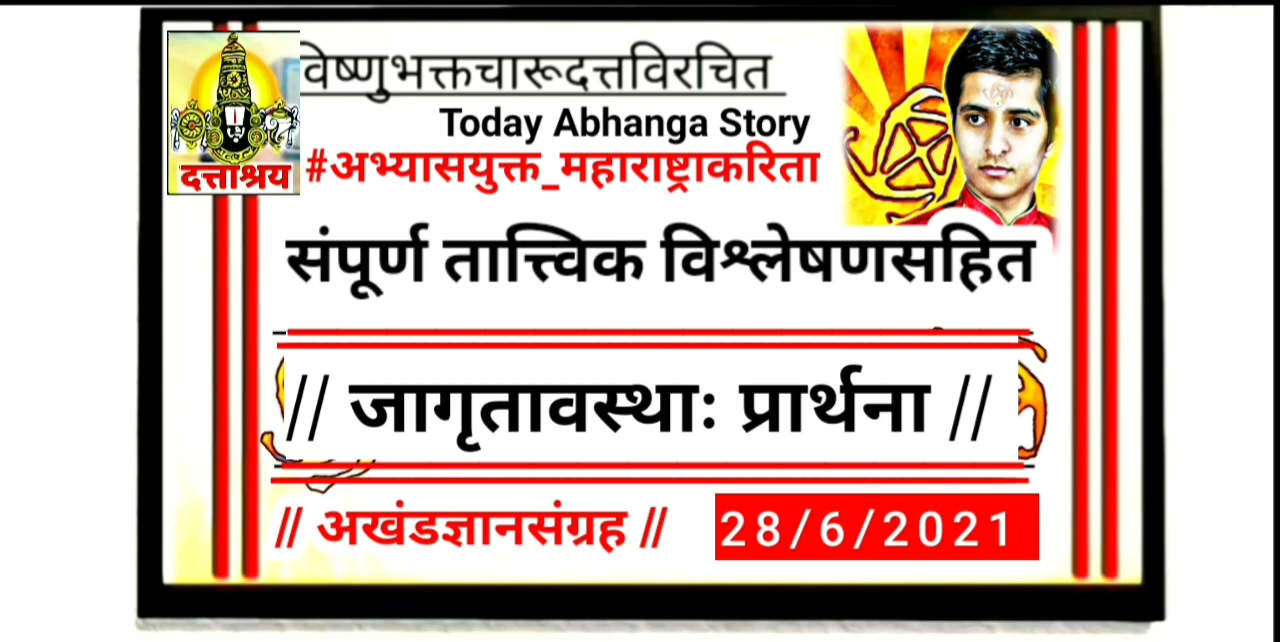 विष्णुभक्तचारूदत्तविरचित
Today Abhanga Story
दत्ताश्रय
#अभ्यासयुक्त_महाराष्ट्राकरिता
संपूर्ण तात्त्विक विश्लेषणसहित
// जागृतावस्थाः प्रार्थना //
// अखंडज्ञानसंग्रह //
28/6/2021